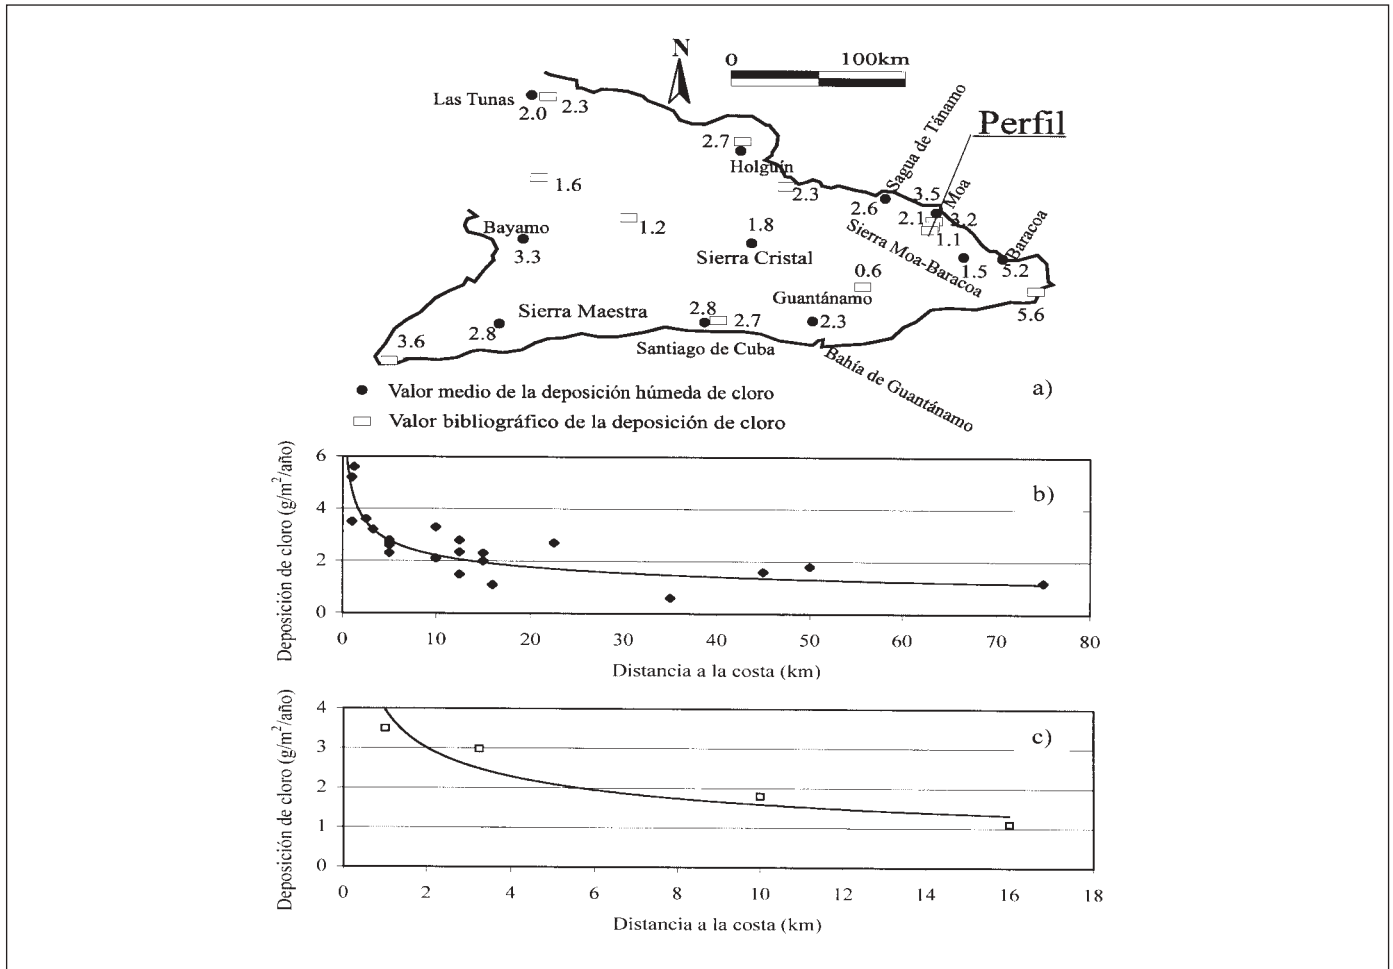 N
0 100km
Las Tunas
2.0
2.3
2.7
Holguín
Sagua de Tánamo
Perfil
1.6
2.3
2.6
3.5
Moa
2.1
3.2
1.1
Baracoa
Bayamo
3.3
1.2
1.8
Sierra Cristal
Sierra Moa-Baracoa
1.5
5.2
0.6
Guantánamo
5.6
Sierra Maestra
2.8
2.8
2.7
2.3
3.6
Santiago de Cuba
Bahía de Guantánamo
a)
Valor medio de la deposición húmeda de cloro
Valor bibliográfico de la deposición de cloro
Deposición de cloro (g/m²/año)
6
4
2
0
b)
0 10 20 30 40 50 60 70 80
Distancia a la costa (km)
Deposición de cloro (g/m²/año)
4
3
2
1
0
c)
0 2 4 6 8 10 12 14 16 18
Distancia a la costa (km)